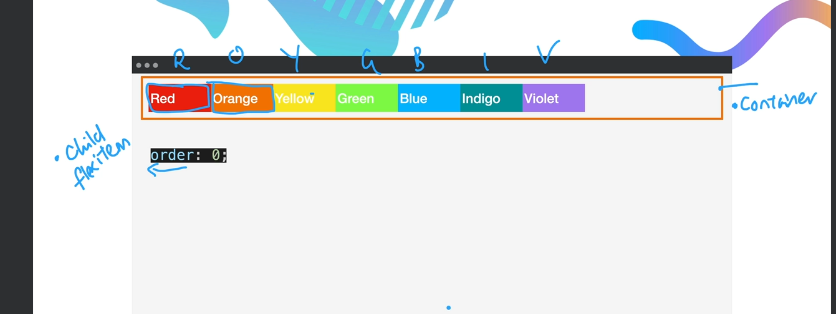 R O Y G B I V
Red Orange Yellow Green Blue Indigo Violet
• Container
• Child
flexitem
order: 0;